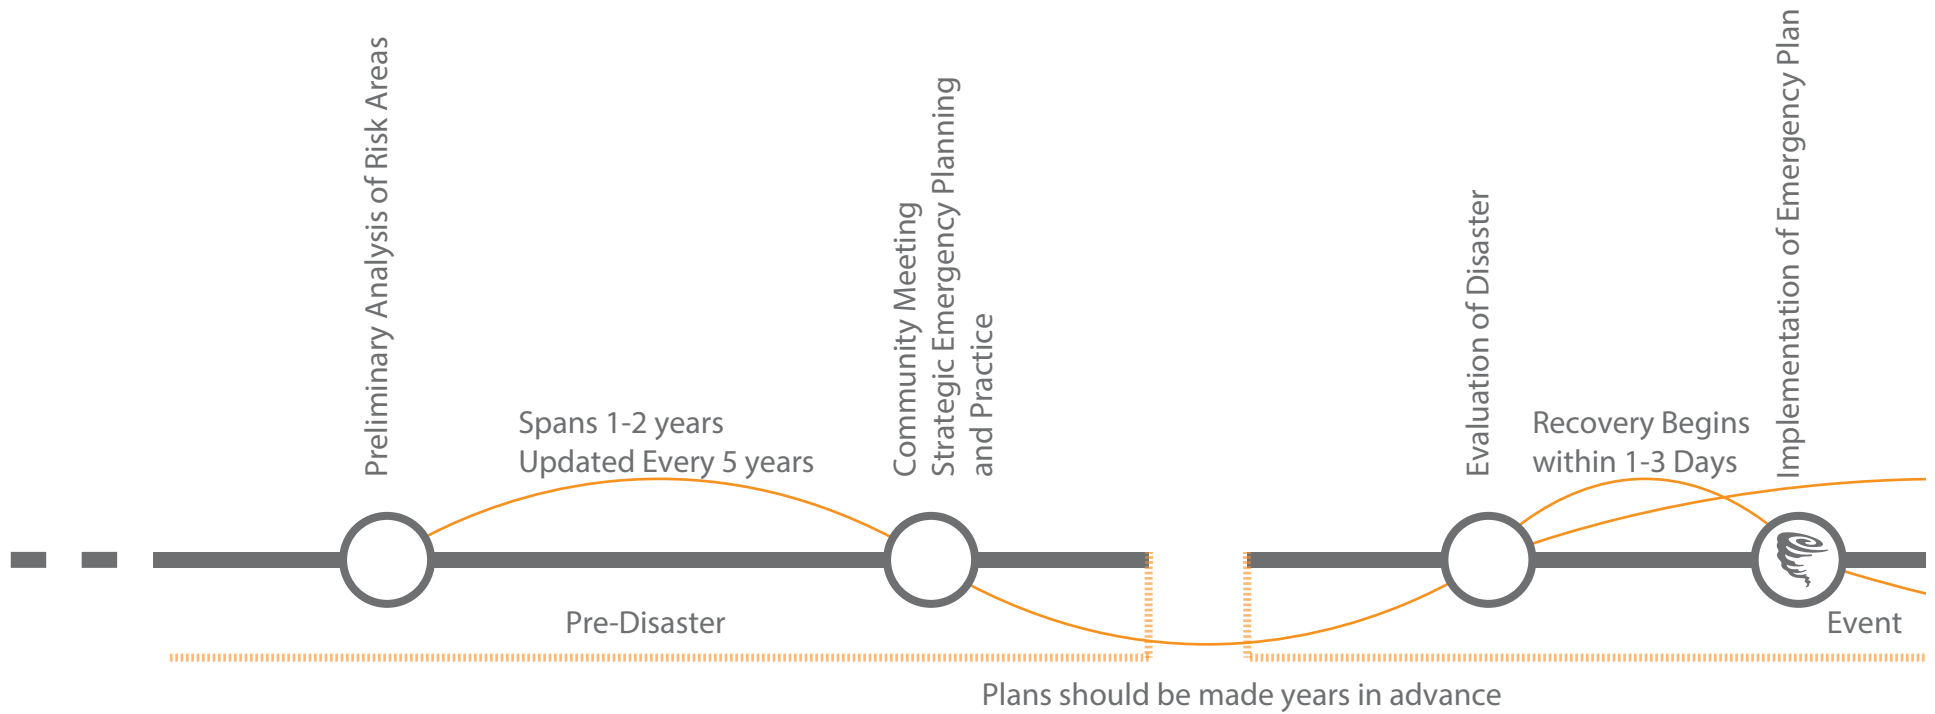 Preliminary Analysis of Risk Areas
Spans 1-2 years
Updated Every 5 years
Community Meeting
Strategic Emergency Planning
and Practice
Evaluation of Disaster
Recovery Begins
within 1-3 Days
Implementation of Emergency Plan
Pre-Disaster
Event
Plans should be made years in advance